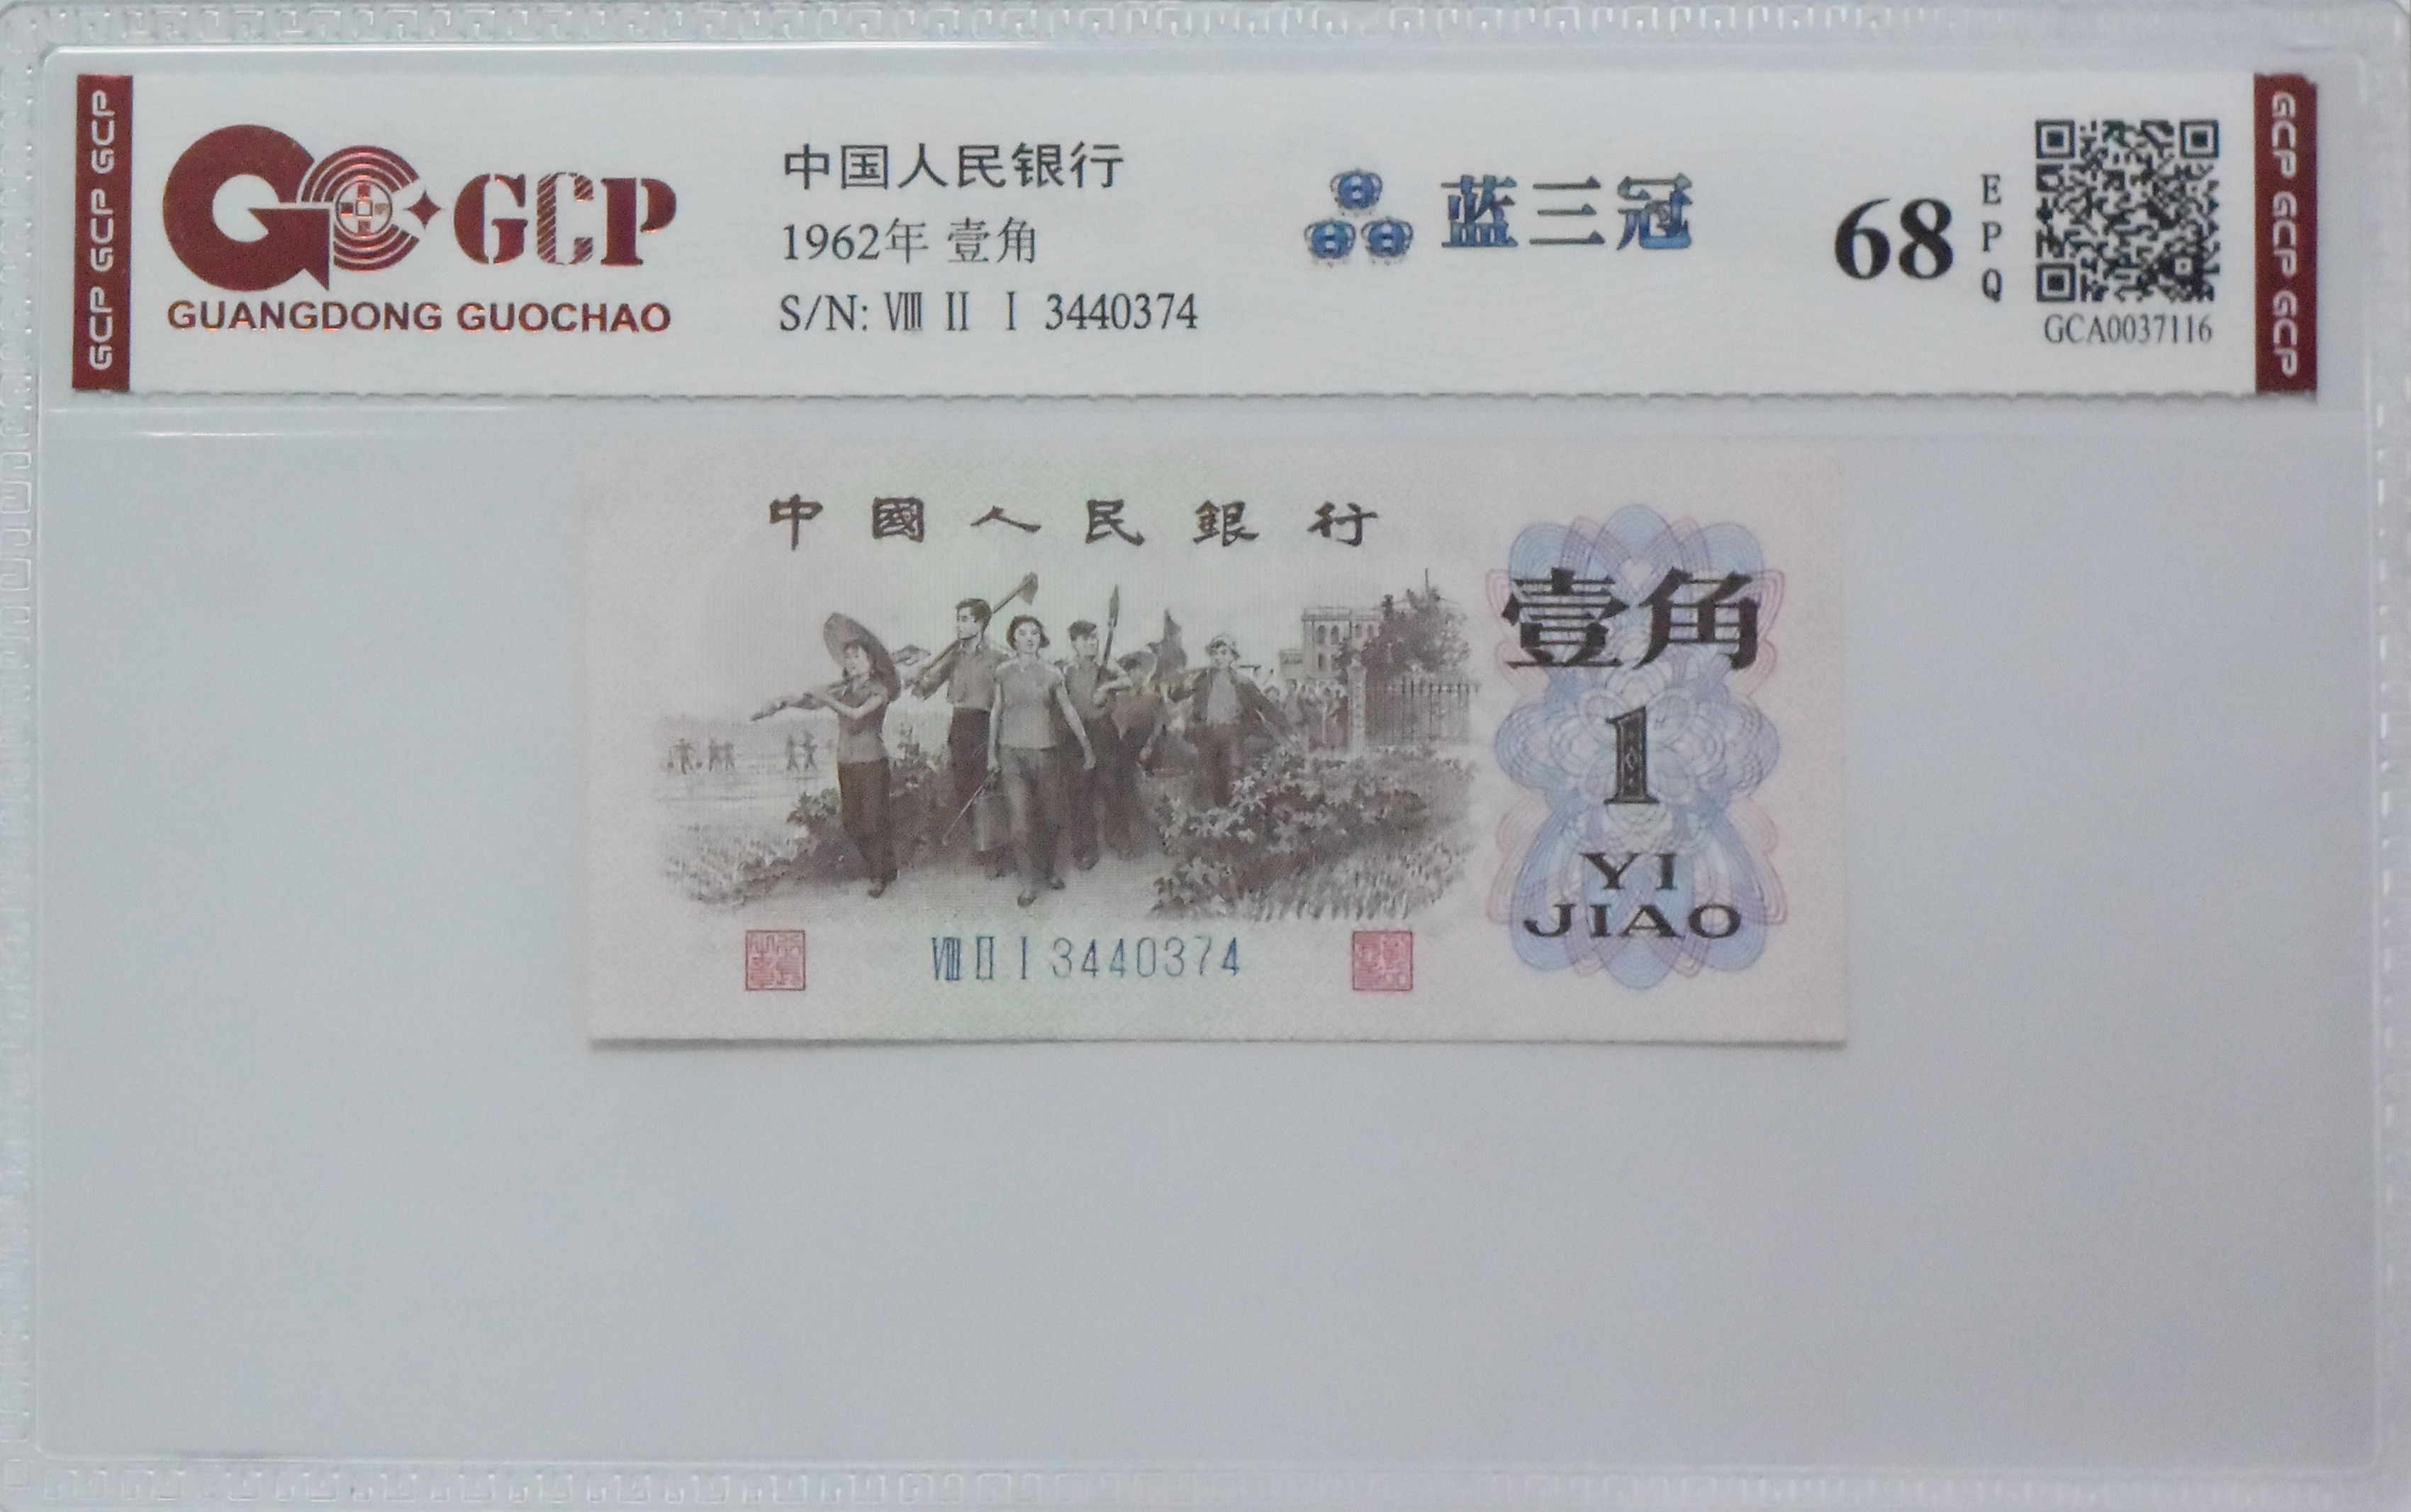 GCP GCP GCP
GCP
GUANGDONG GUOCHAO
中国人民银行
1962年 壹角
S/N: Ⅷ Ⅱ Ⅰ 3440374
蓝三冠
68
EPQ
GCA0037116
GCP GCP GCP
中國人民銀行
壹角
1
YI
JIAO
Ⅷ Ⅱ Ⅰ 3440374